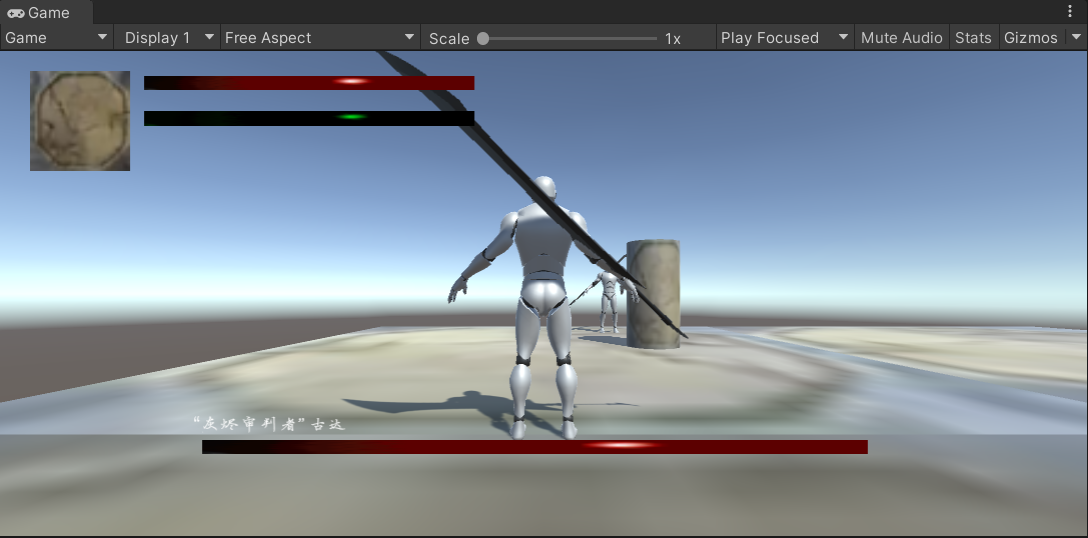 Game
Game Display 1 Free Aspect Scale 1x Play Focused Mute Audio Stats Gizmos
“灰烬审判者”古达